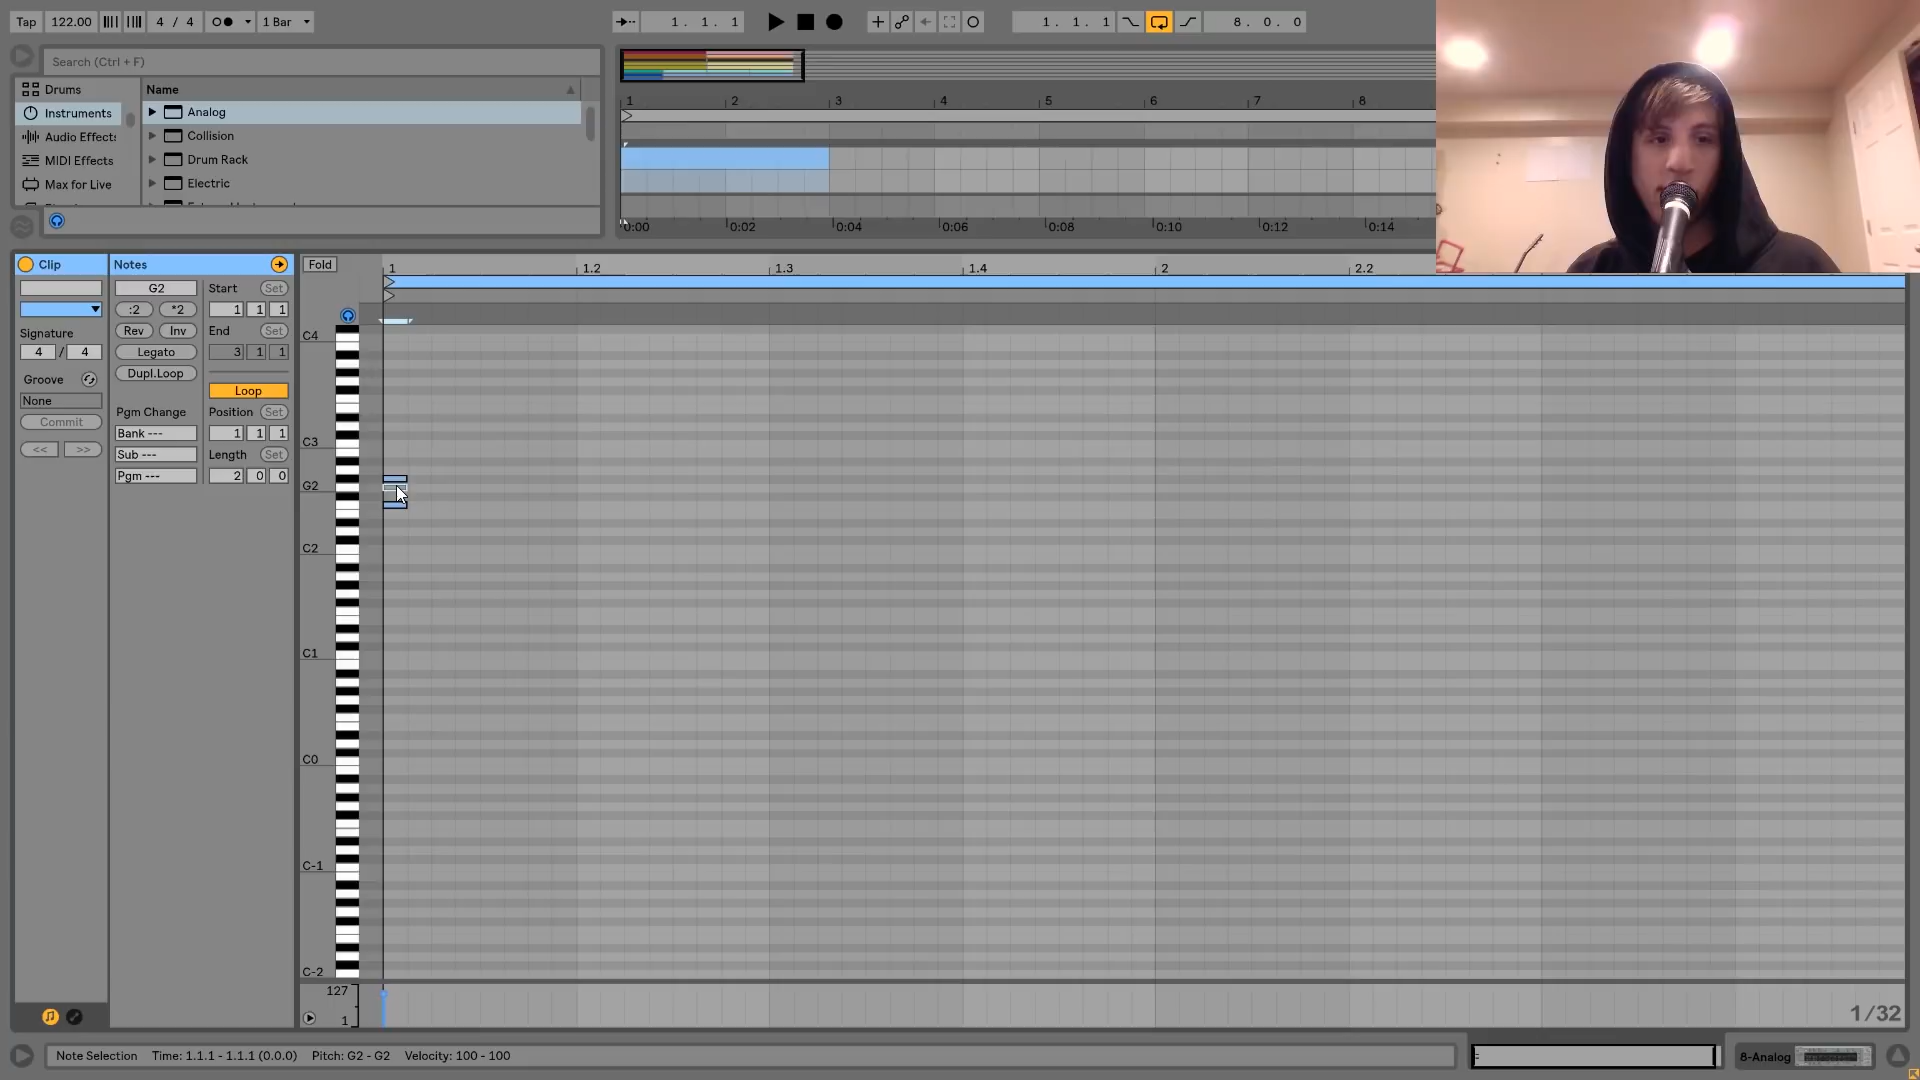 Tap 122.00 4 / 4 1 Bar 1. 1. 1 1. 1. 1 8. 0. 0
Search (Ctrl + F)
Drums
Instruments
Audio Effects
MIDI Effects
Max for Live
Name
Analog
Collision
Drum Rack
Electric
1 2 3 4 5 6 7 8
0:00 0:02 0:04 0:06 0:08 0:10 0:12 0:14
Clip
Signature
4 / 4
Groove
None
Commit
<< >>
Notes
G2
:2 *2
Rev Inv
Legato
Dupl.Loop
Pgm Change
Bank ---
Sub ---
Pgm ---
Start Set
1 1 1
End Set
3 1 1
Loop
Position Set
1 1 1
Length Set
2 0 0
Fold
1 1.2 1.3 1.4 2 2.2
C4
C3
G2
C2
C1
C0
C-1
C-2
127
1
1/32
Note Selection Time: 1.1.1 - 1.1.1 (0.0.0) Pitch: G2 - G2 Velocity: 100 - 100
8-Analog